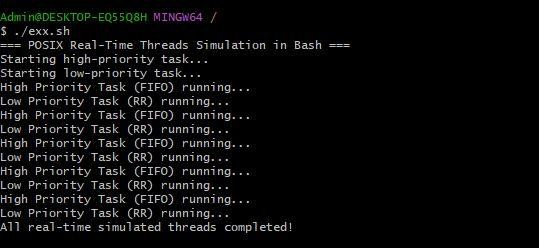 Admin@DESKTOP-EQ55Q8H MINGW64 /
$ ./exx.sh
=== POSIX Real-Time Threads Simulation in Bash ===
Starting high-priority task...
Starting low-priority task...
High Priority Task (FIFO) running...
Low Priority Task (RR) running...
High Priority Task (FIFO) running...
Low Priority Task (RR) running...
High Priority Task (FIFO) running...
Low Priority Task (RR) running...
High Priority Task (FIFO) running...
Low Priority Task (RR) running...
High Priority Task (FIFO) running...
Low Priority Task (RR) running...
All real-time simulated threads completed!